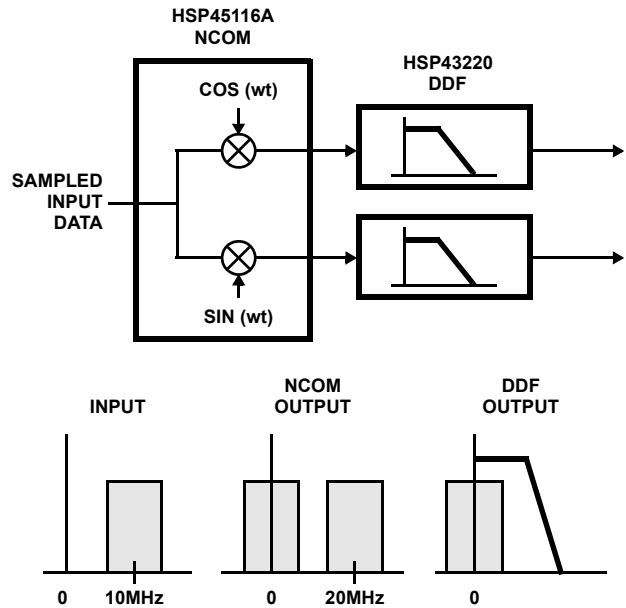 HSP45116A
NCOM
HSP43220
DDF
COS (wt)
SAMPLED
INPUT
DATA
SIN (wt)
INPUT
NCOM
OUTPUT
DDF
OUTPUT
0
10MHz
0
20MHz
0